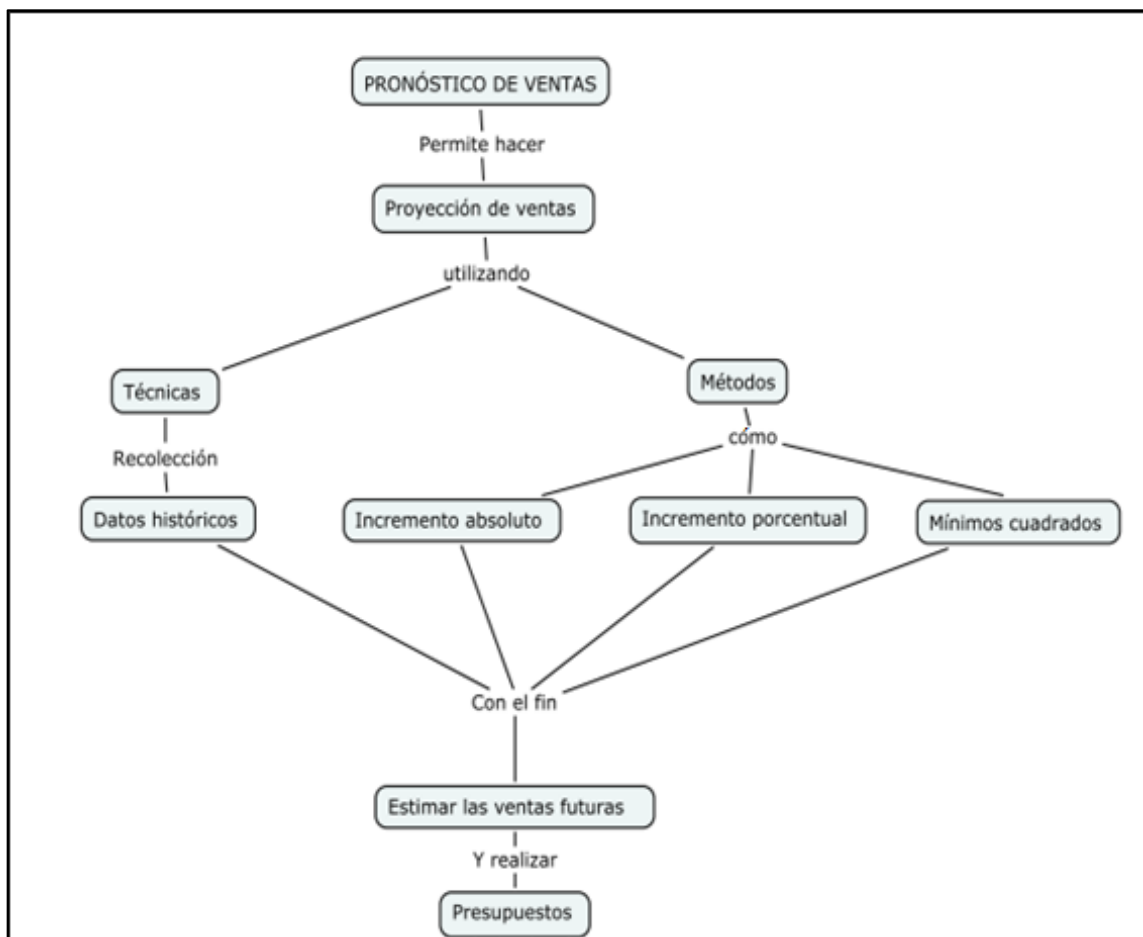 PRONÓSTICO DE VENTAS
Permite hacer
Proyección de ventas
utilizando
Técnicas
Métodos
Recolección
cómo
Datos históricos
Incremento absoluto
Incremento porcentual
Mínimos cuadrados
Con el fin
Estimar las ventas futuras
Y realizar
Presupuestos